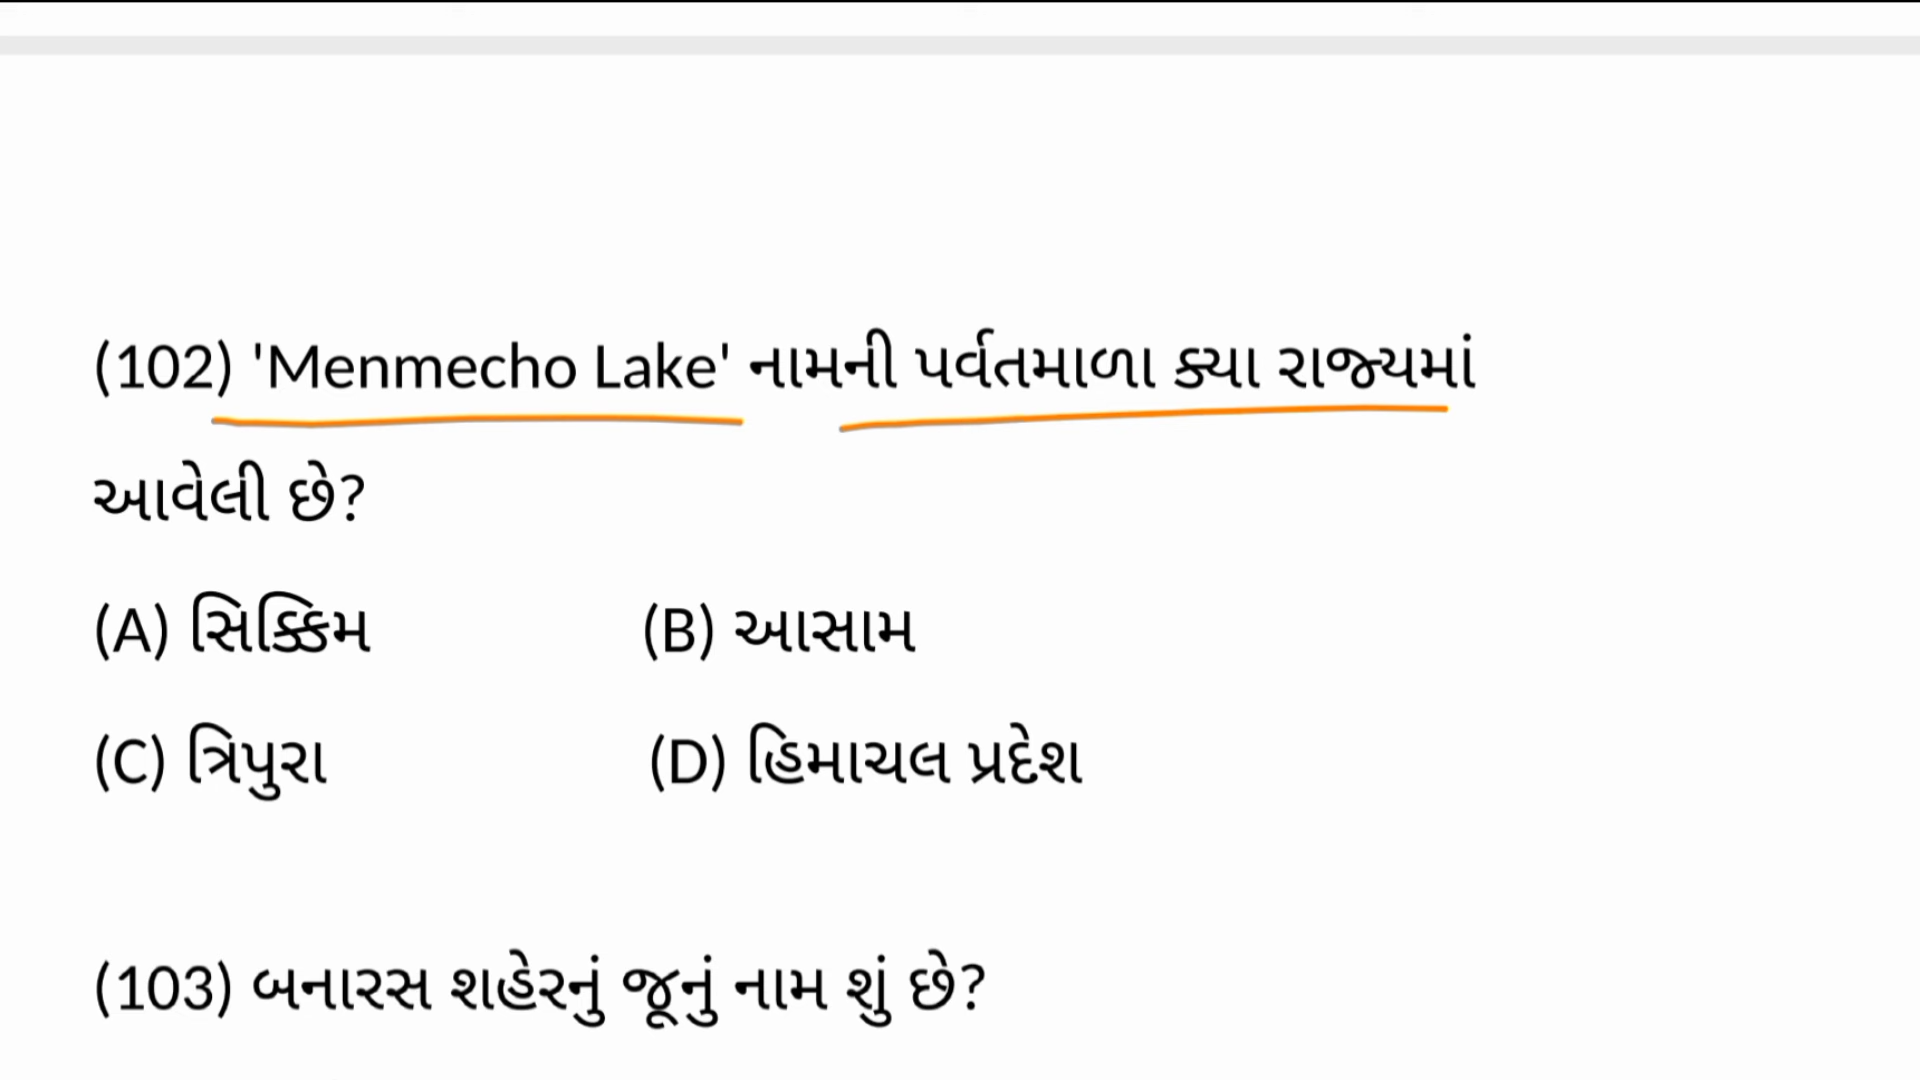 (102) 'Menmecho Lake' નામની પર્વતમાળા ક્યા રાજ્યમાં
આવેલી છે?
(A) સિક્કિમ (B) આસામ
(C) ત્રિપુરા (D) હિમાચલ પ્રદેશ
(103) બનારસ શહેરનું જૂનું નામ શું છે?